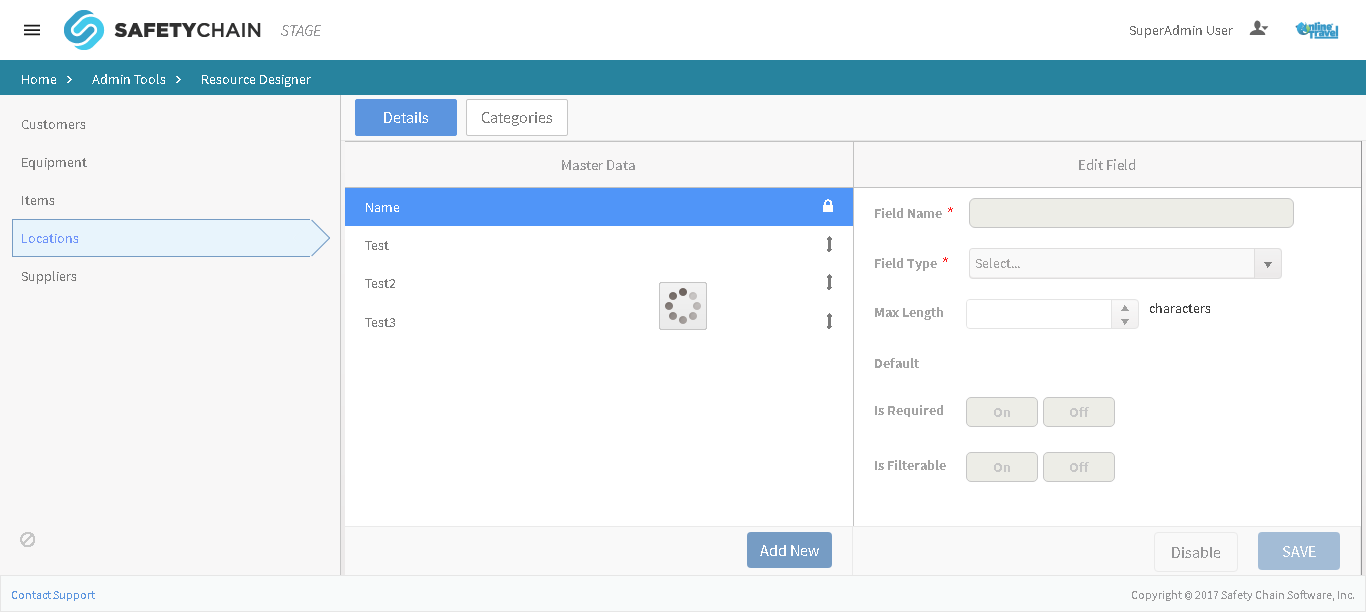 SAFETYCHAIN STAGE
SuperAdmin User
Online Travel
Home Admin Tools Resource Designer
Customers
Equipment
Items
Locations
Suppliers
Details Categories
Master Data
Name
Test
Test2
Test3
Add New
Edit Field
Field Name *
Field Type * Select...
Max Length characters
Default
Is Required On Off
Is Filterable On Off
Disable SAVE
Contact Support
Copyright © 2017 Safety Chain Software, Inc.